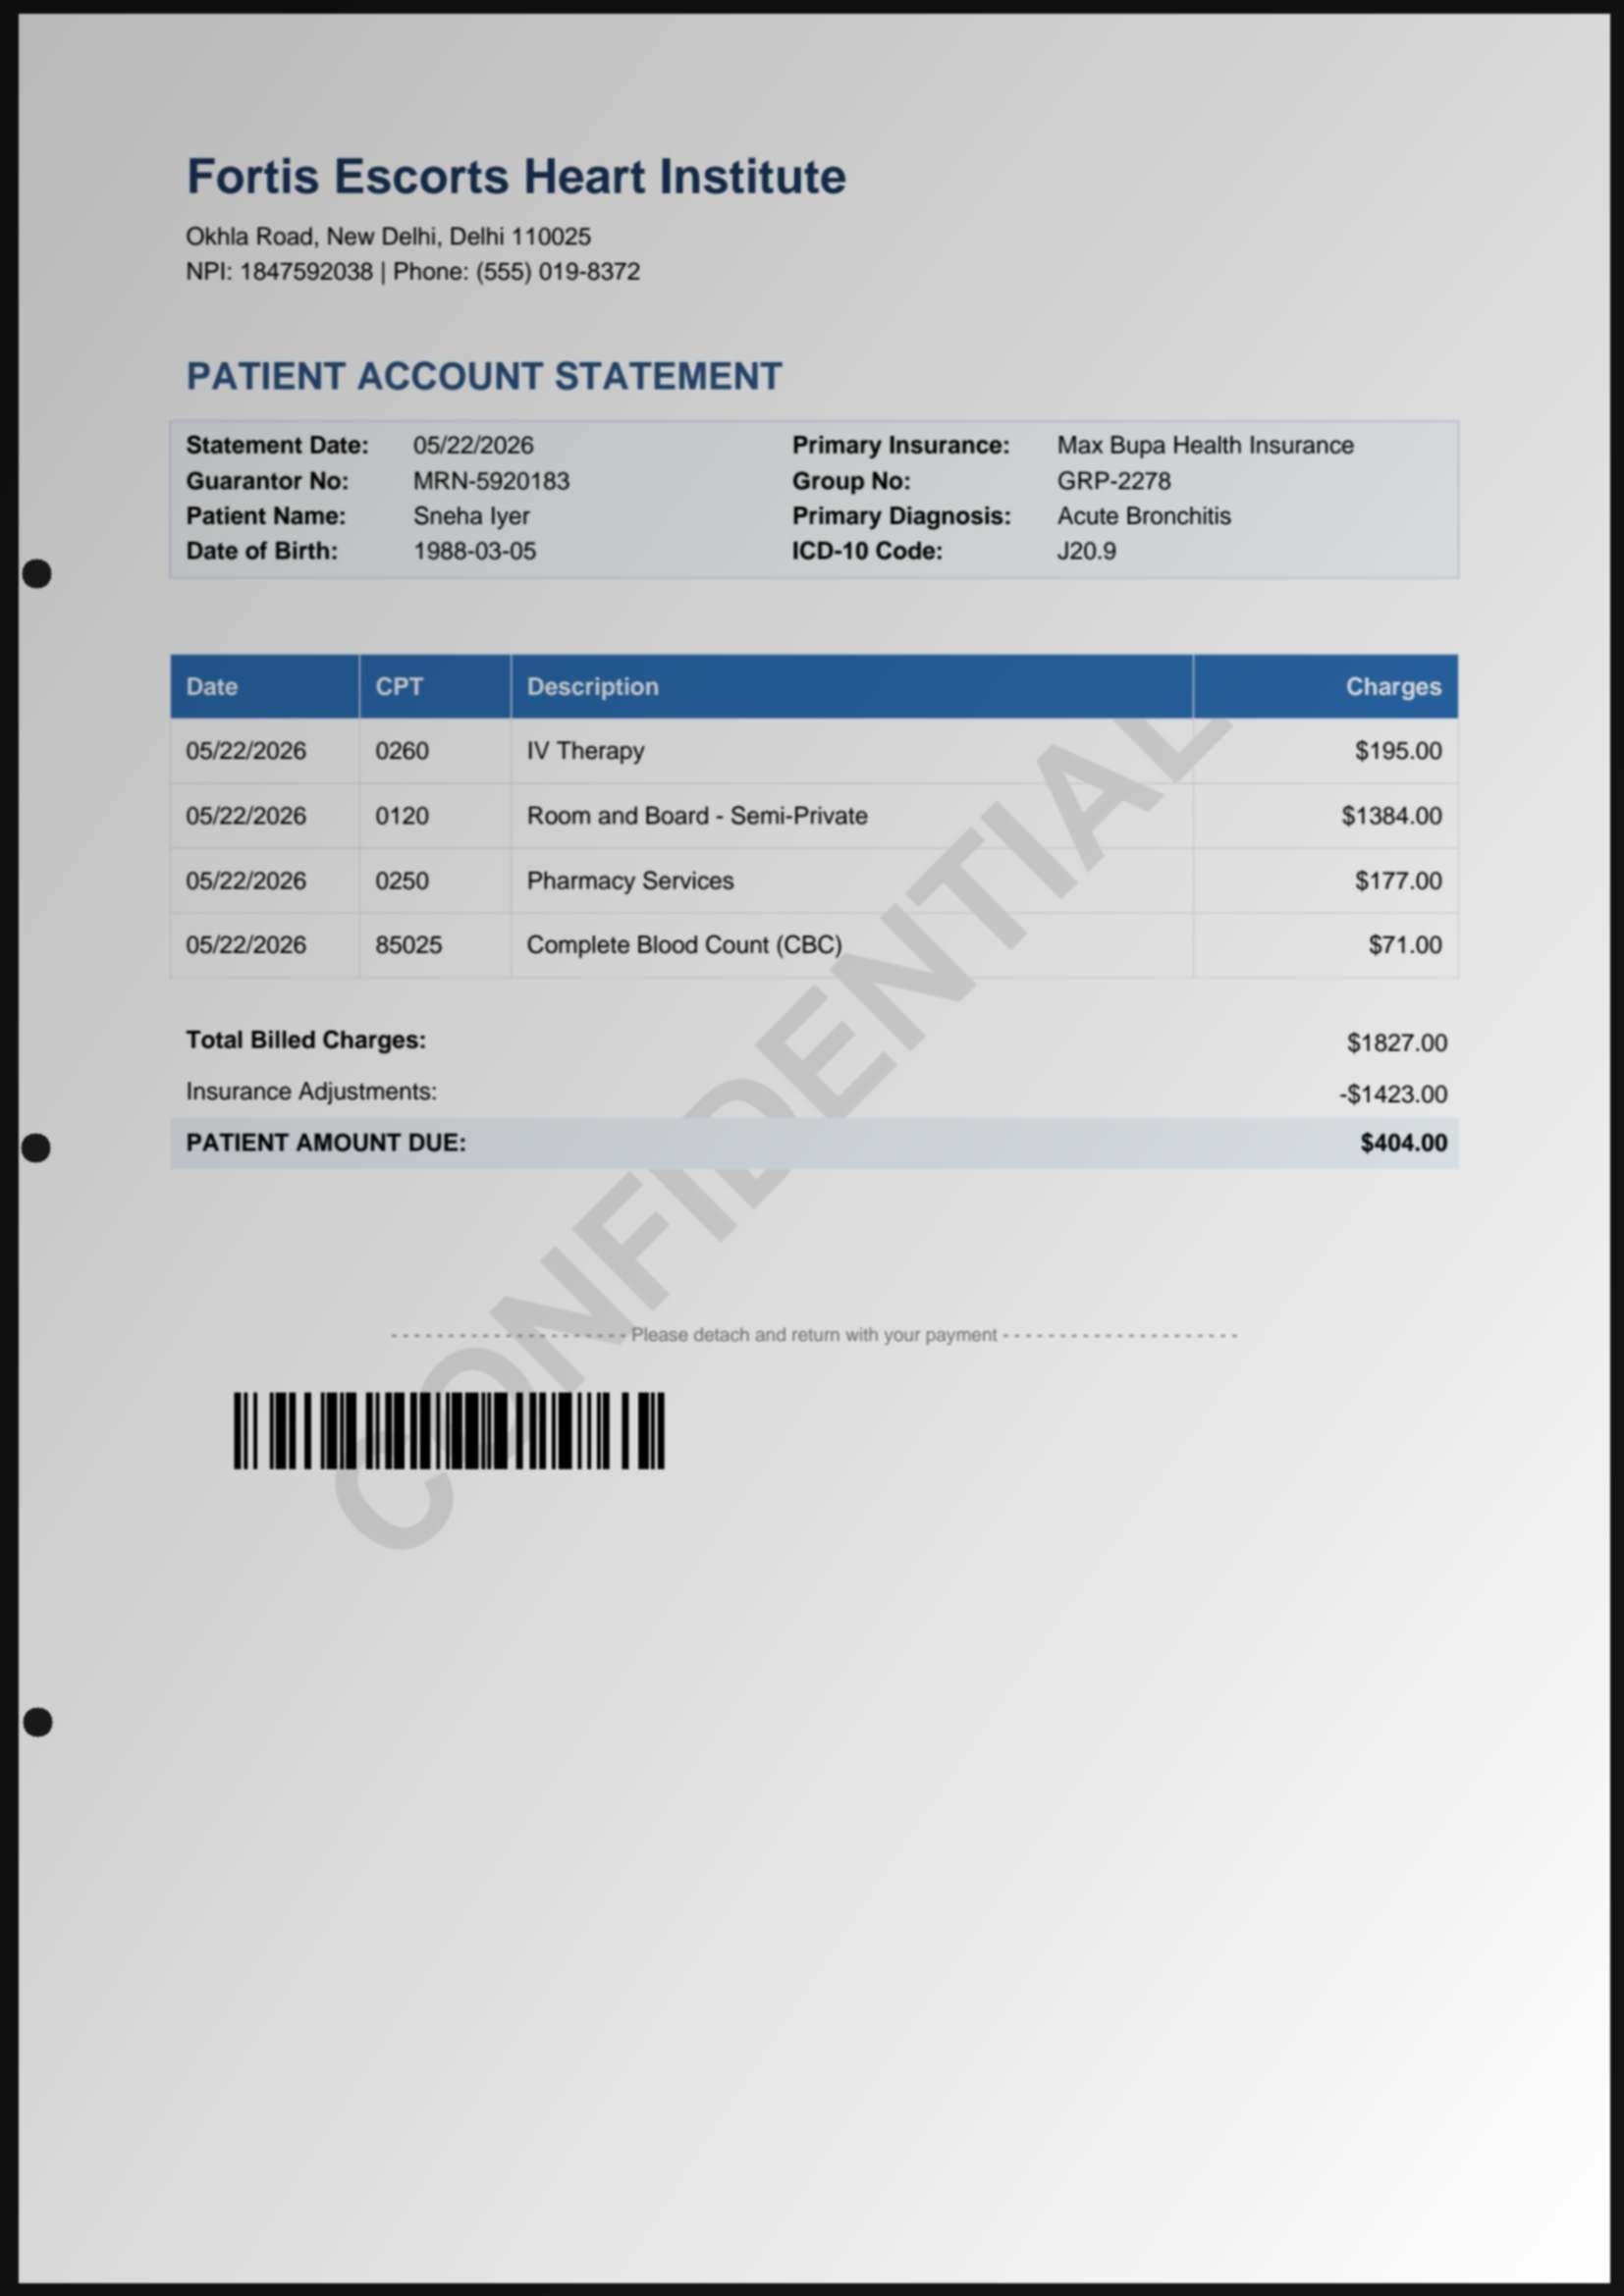 Fortis Escorts Heart Institute
Okhla Road, New Delhi, Delhi 110025
NPI: 1847592038 | Phone: (555) 019-8372
PATIENT ACCOUNT STATEMENT
Statement Date: 05/22/2026 Primary Insurance: Max Bupa Health Insurance
Guarantor No: MRN-5920183 Group No: GRP-2278
Patient Name: Sneha Iyer Primary Diagnosis: Acute Bronchitis
Date of Birth: 1988-03-05 ICD-10 Code: J20.9
Date CPT Description Charges
05/22/2026 0260 IV Therapy $195.00
05/22/2026 0120 Room and Board - Semi-Private $1384.00
05/22/2026 0250 Pharmacy Services $177.00
05/22/2026 85025 Complete Blood Count (CBC) $71.00
Total Billed Charges: $1827.00
Insurance Adjustments: -$1423.00
PATIENT AMOUNT DUE: $404.00
CONFIDENTIAL
- - - - - - - - - - - - - - - - - - - - Please detach and return with your payment - - - - - - - - - - - - - - - - - - - -